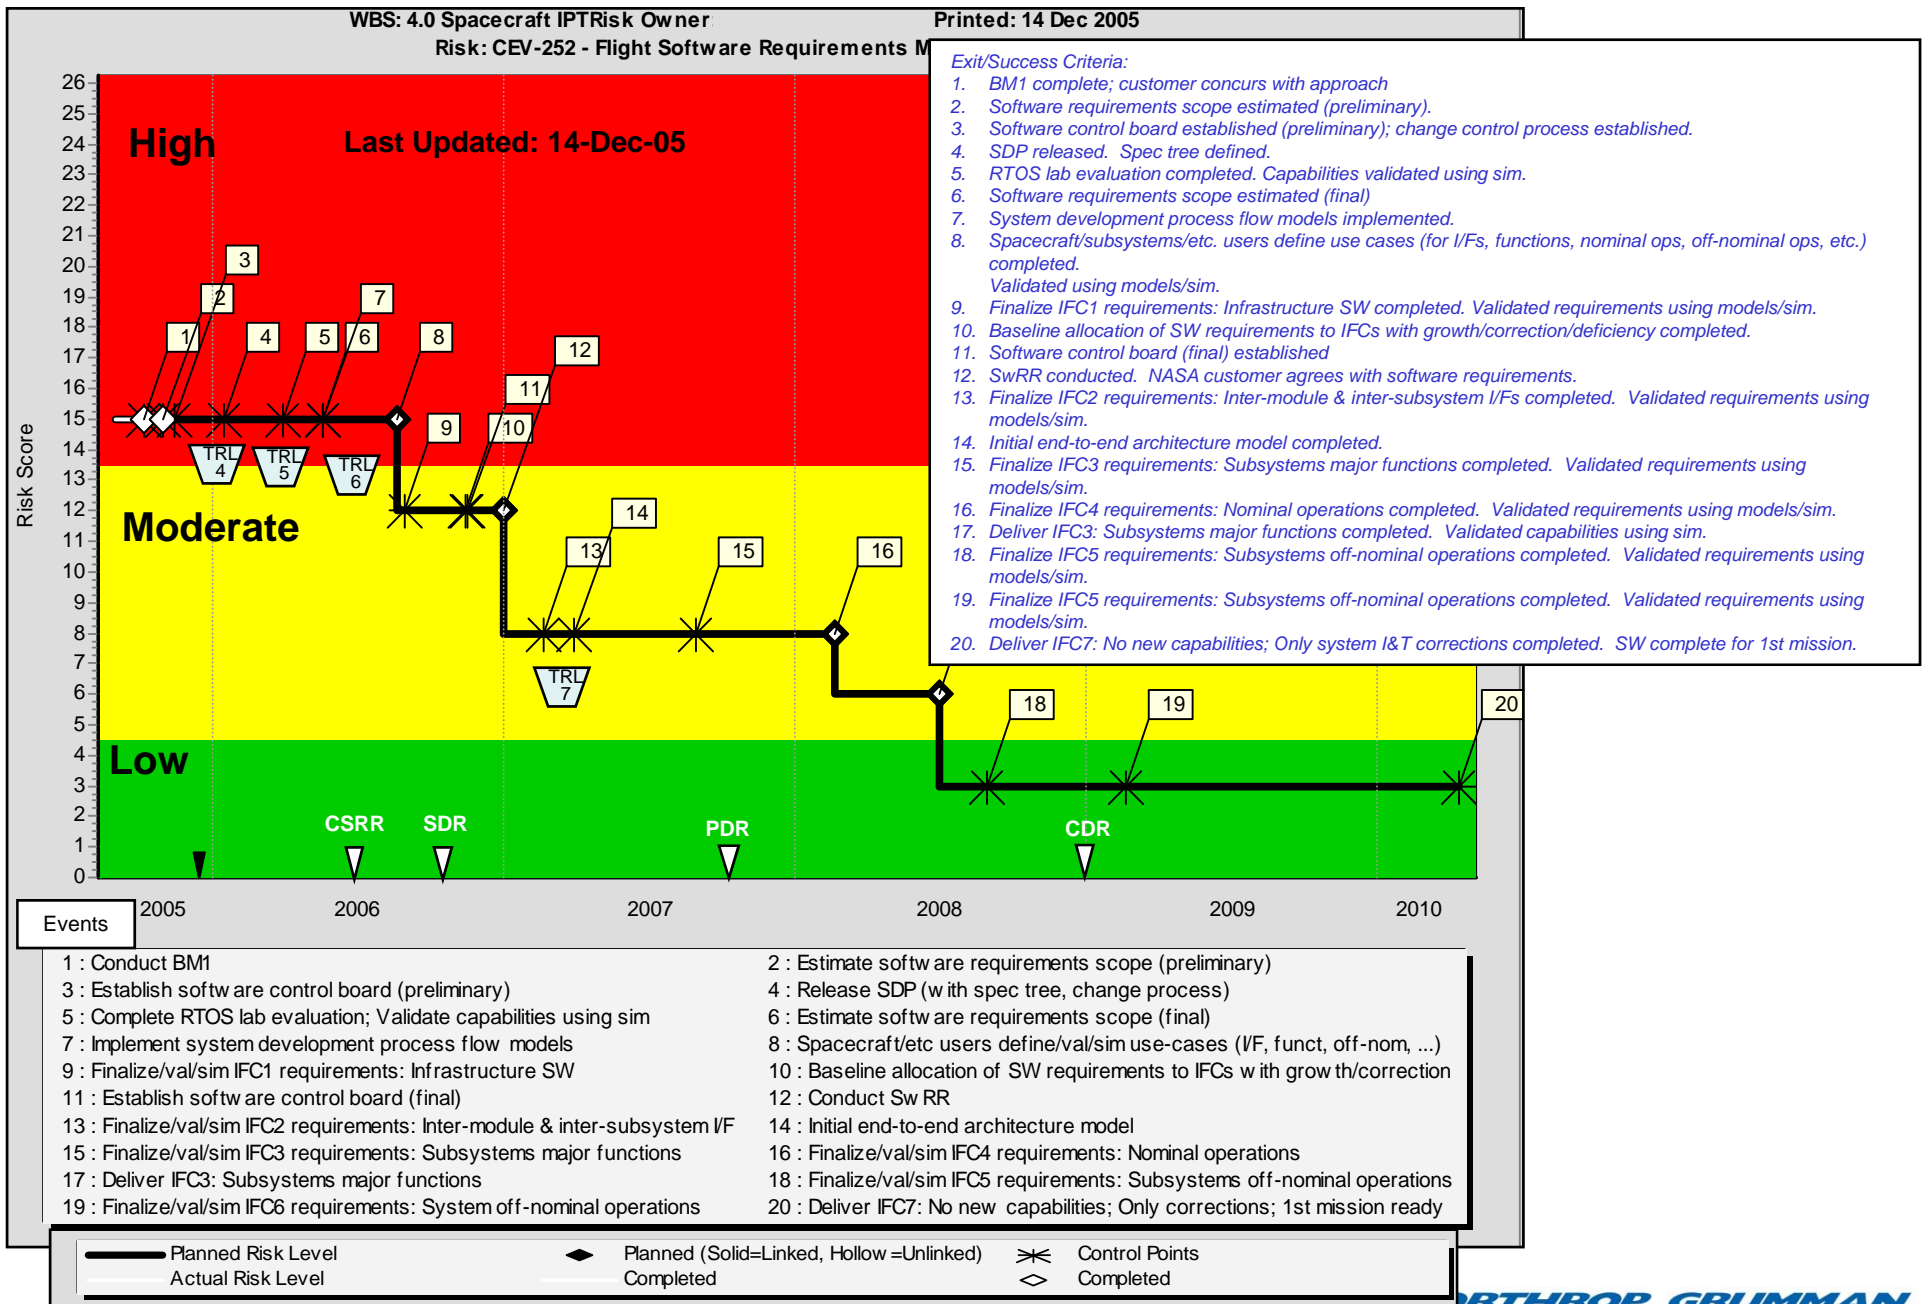 WBS: 4.0 Spacecraft IPTRisk Owner: Printed: 14 Dec 2005
Risk: CEV-252 - Flight Software Requirements M
Exit/Success Criteria:
1. BM1 complete; customer concurs with approach
2. Software requirements scope estimated (preliminary).
3. Software control board established (preliminary); change control process established.
4. SDP released. Spec tree defined.
5. RTOS lab evaluation completed. Capabilities validated using sim.
6. Software requirements scope estimated (final)
7. System development process flow models implemented.
8. Spacecraft/subsystems/etc. users define use cases (for I/Fs, functions, nominal ops, off-nominal ops, etc.)
completed.
Validated using models/sim.
9. Finalize IFC1 requirements: Infrastructure SW completed. Validated requirements using models/sim.
10. Baseline allocation of SW requirements to IFCs with growth/correction/deficiency completed.
11. Software control board (final) established
12. SwRR conducted. NASA customer agrees with software requirements.
13. Finalize IFC2 requirements: Inter-module & inter-subsystem I/Fs completed. Validated requirements using
models/sim.
14. Initial end-to-end architecture model completed.
15. Finalize IFC3 requirements: Subsystems major functions completed. Validated requirements using
models/sim.
16. Finalize IFC4 requirements: Nominal operations completed. Validated requirements using models/sim.
17. Deliver IFC3: Subsystems major functions completed. Validated capabilities using sim.
18. Finalize IFC5 requirements: Subsystems off-nominal operations completed. Validated requirements using
models/sim.
19. Finalize IFC5 requirements: Subsystems off-nominal operations completed. Validated requirements using
models/sim.
20. Deliver IFC7: No new capabilities; Only system I&T corrections completed. SW complete for 1st mission.
Risk Score
26
25
24
23
22
21
20
19
18
17
16
15
14
13
12
11
10
9
8
7
6
5
4
3
2
1
0
High
Last Updated: 14-Dec-05
Moderate
Low
3
2
7
1
4
5
6
8
12
11
9
10
14
13
15
16
18
19
20
TRL
4
TRL
5
TRL
6
TRL
7
CSRR
SDR
PDR
CDR
2005
2006
2007
2008
2009
2010
Events
1 : Conduct BM1
2 : Estimate software requirements scope (preliminary)
3 : Establish software control board (preliminary)
4 : Release SDP (with spec tree, change process)
5 : Complete RTOS lab evaluation; Validate capabilities using sim
6 : Estimate software requirements scope (final)
7 : Implement system development process flow models
8 : Spacecraft/etc users define/val/sim use-cases (I/F, funct, off-nom, ...)
9 : Finalize/val/sim IFC1 requirements: Infrastructure SW
10 : Baseline allocation of SW requirements to IFCs with growth/correction
11 : Establish software control board (final)
12 : Conduct SwRR
13 : Finalize/val/sim IFC2 requirements: Inter-module & inter-subsystem I/F
14 : Initial end-to-end architecture model
15 : Finalize/val/sim IFC3 requirements: Subsystems major functions
16 : Finalize/val/sim IFC4 requirements: Nominal operations
17 : Deliver IFC3: Subsystems major functions
18 : Finalize/val/sim IFC5 requirements: Subsystems off-nominal operations
19 : Finalize/val/sim IFC6 requirements: System off-nominal operations
20 : Deliver IFC7: No new capabilities; Only corrections; 1st mission ready
Planned Risk Level
Planned (Solid=Linked, Hollow=Unlinked)
Control Points
Actual Risk Level
Completed
Completed
ORTHROP GRUMMAN